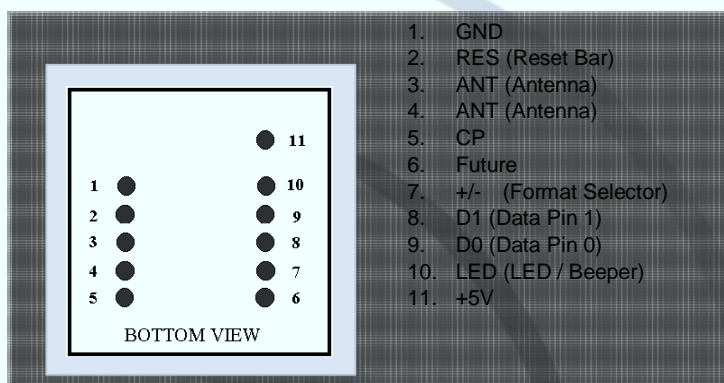 11
1 10
2 9
3 8
4 7
5 6
BOTTOM VIEW
1. GND
2. RES (Reset Bar)
3. ANT (Antenna)
4. ANT (Antenna)
5. CP
6. Future
7. +/- (Format Selector)
8. D1 (Data Pin 1)
9. D0 (Data Pin 0)
10. LED (LED / Beeper)
11. +5V